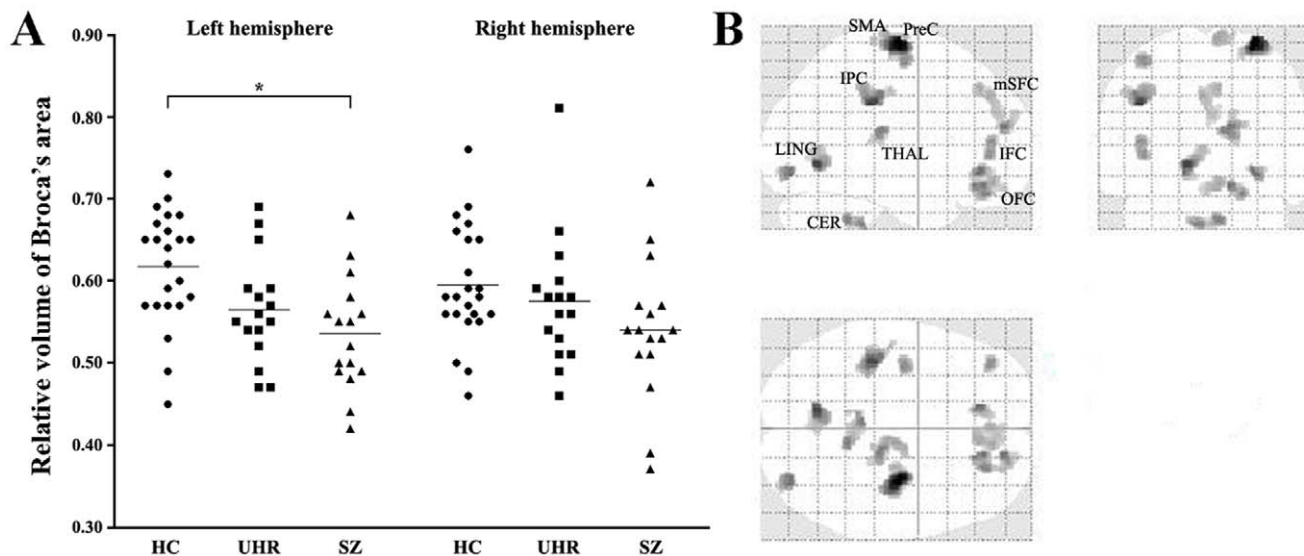 A
Left hemisphere
Right hemisphere
Relative volume of Broca's area
0.90
0.80
0.70
0.60
0.50
0.40
0.30
*
HC
UHR
SZ
HC
UHR
SZ
B
SMA
PreC
IPC
mSFC
LING
THAL
IFC
OFC
CER